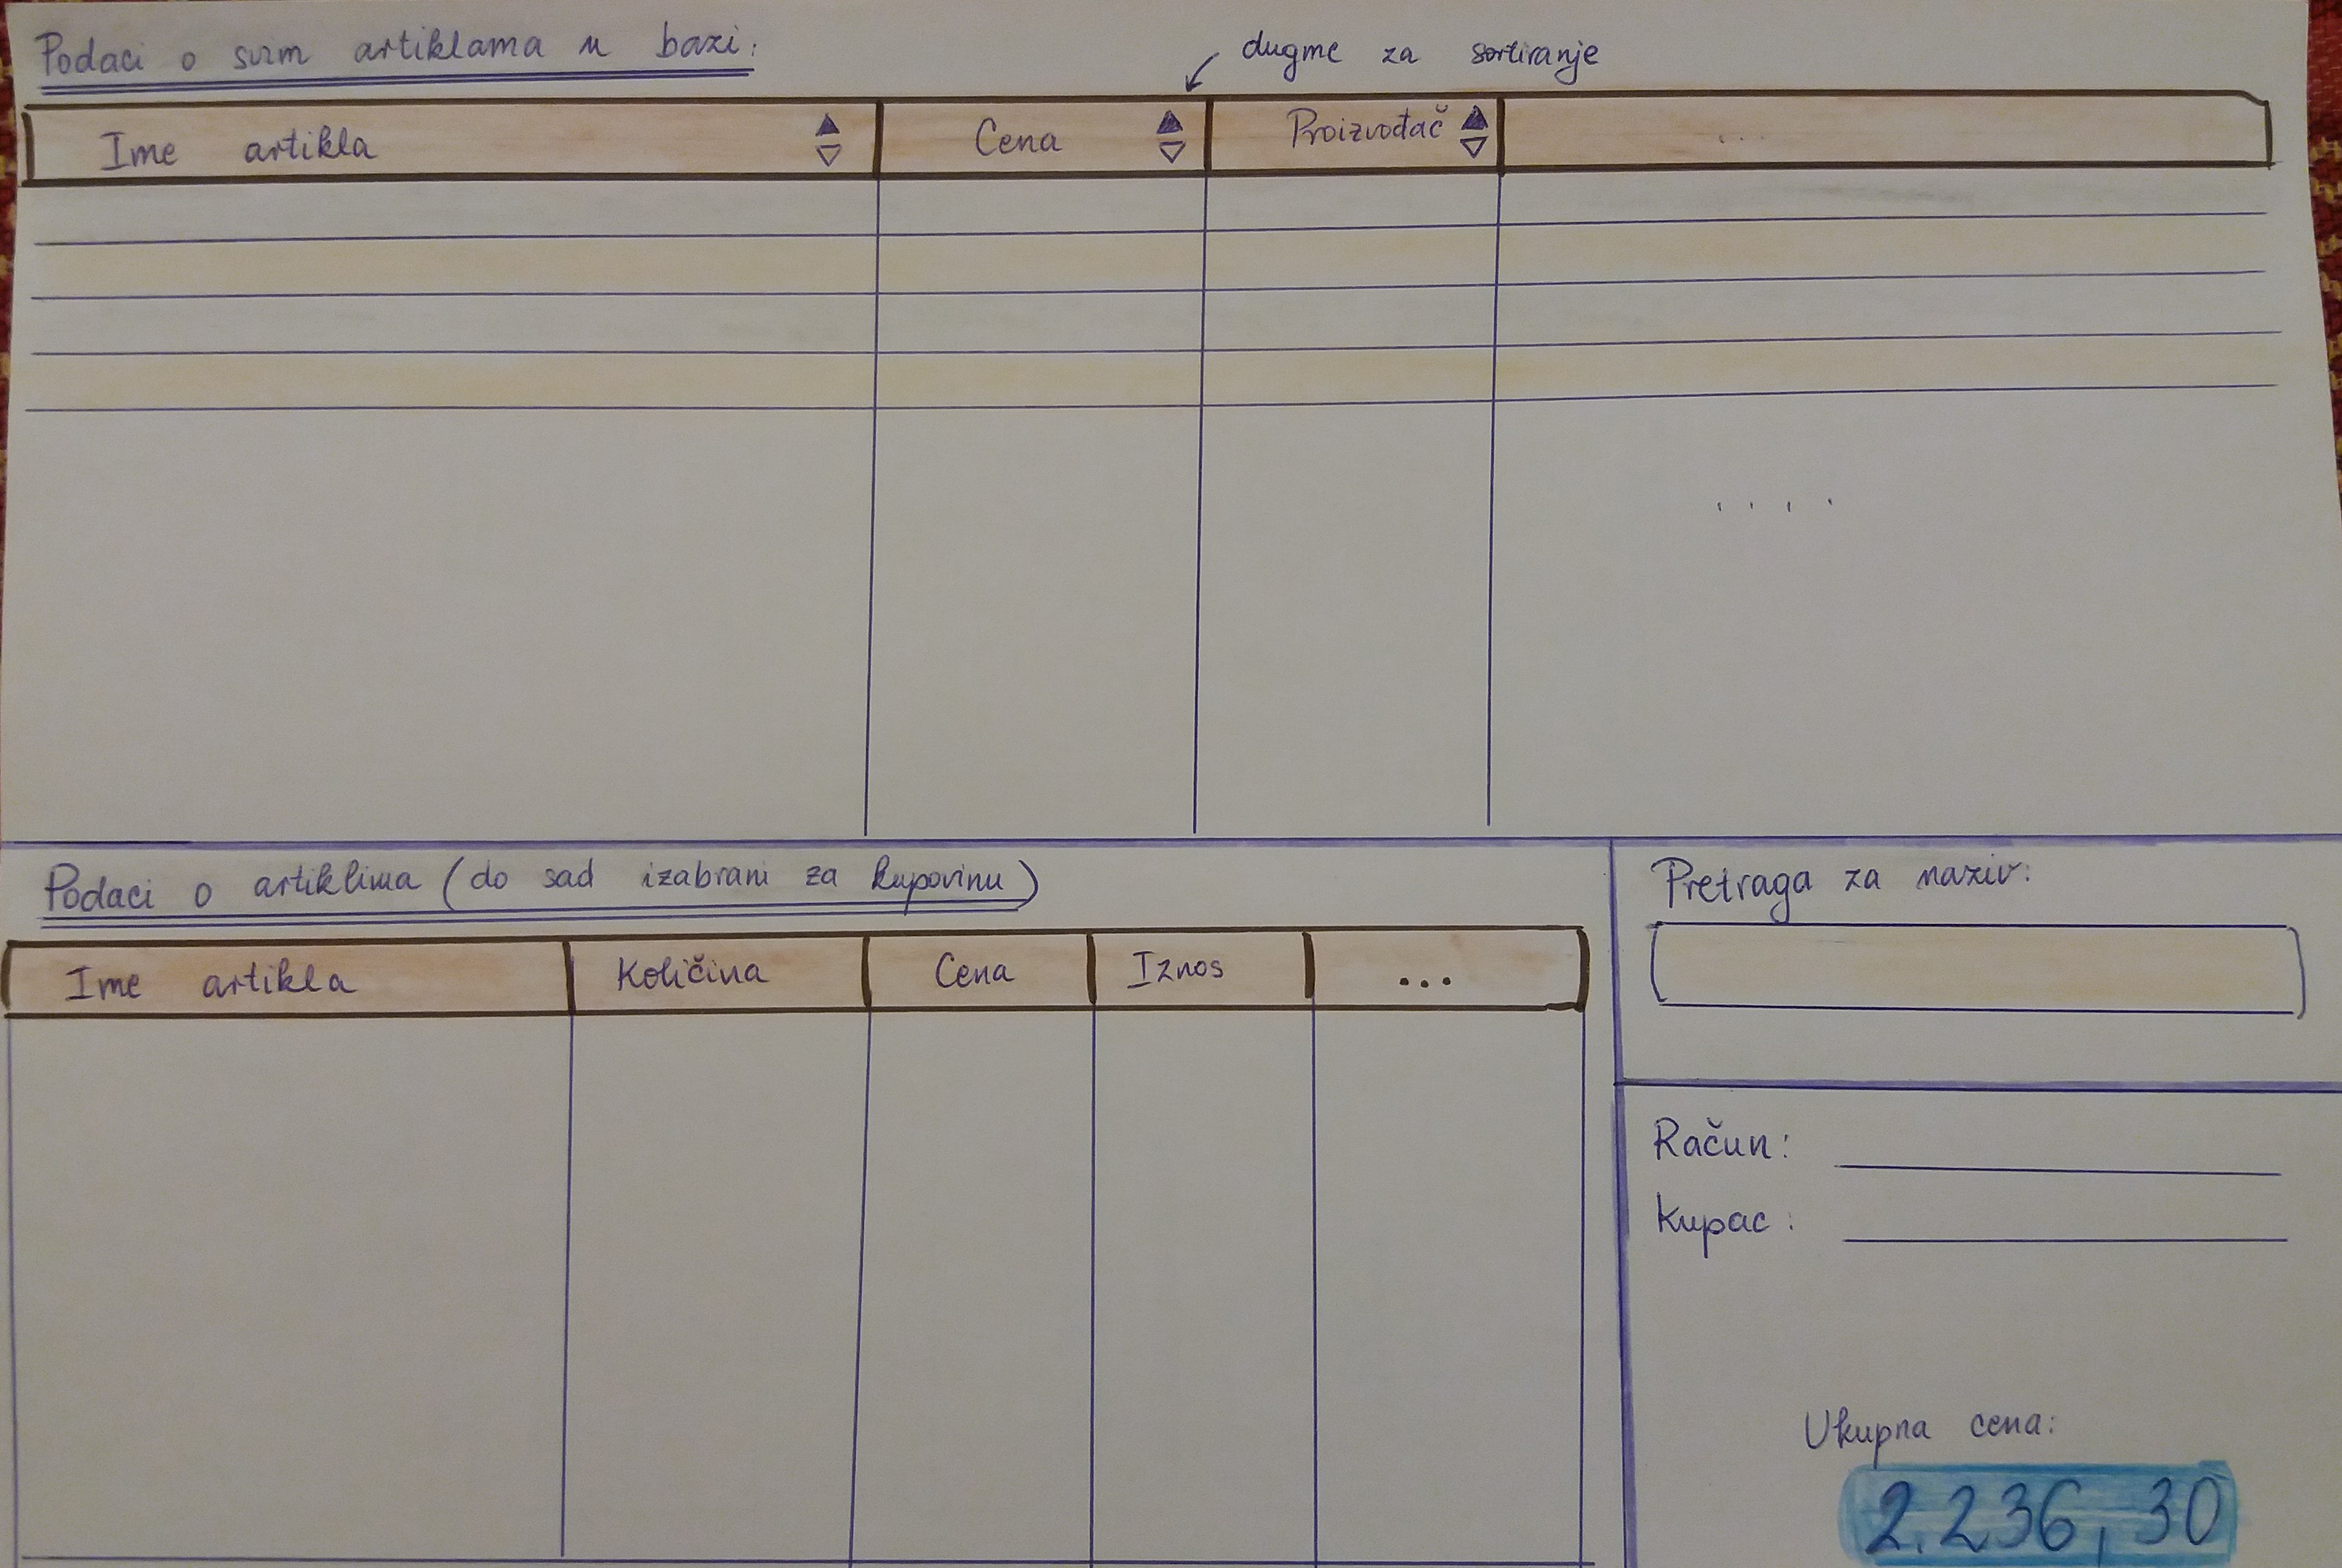 Podaci o svim artiklama u bazi:
dugme za sortiranje
Ime artikla Cena Proizvođač ...
....
Podaci o artiklima (do sad izabrani za kupovinu)
Ime artikla Količina Cena Iznos ...
Pretraga za naziv:
Račun:
Kupac:
Ukupna cena:
2.236,30